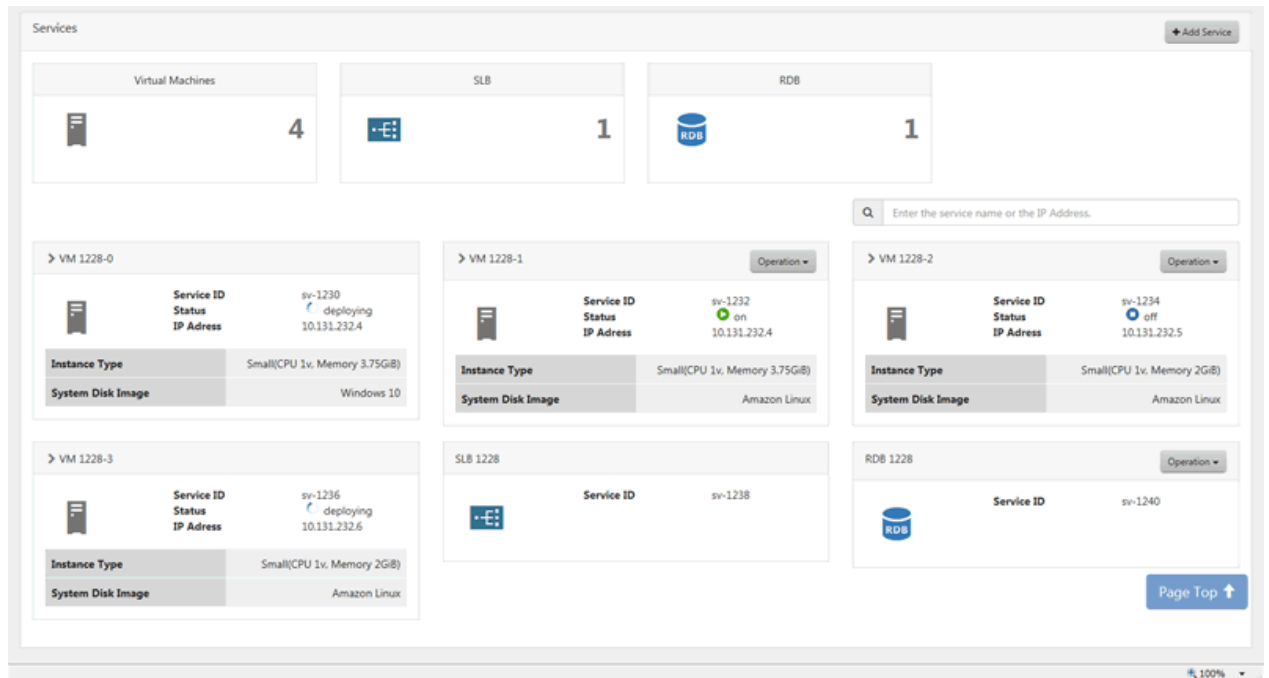 Services
+ Add Service
Virtual Machines
4
SLB
1
RDB
RDB
1
Enter the service name or the IP Address.
> VM 1228-0
Service ID sv-1230
Status deploying
IP Adress 10.131.232.4
Instance Type Small(CPU 1v, Memory 3.75GiB)
System Disk Image Windows 10
> VM 1228-1
Operation
Service ID sv-1232
Status on
IP Adress 10.131.232.4
Instance Type Small(CPU 1v, Memory 3.75GiB)
System Disk Image Amazon Linux
> VM 1228-2
Operation
Service ID sv-1234
Status off
IP Adress 10.131.232.5
Instance Type Small(CPU 1v, Memory 2GiB)
System Disk Image Amazon Linux
> VM 1228-3
Service ID sv-1236
Status deploying
IP Adress 10.131.232.6
Instance Type Small(CPU 1v, Memory 2GiB)
System Disk Image Amazon Linux
SLB 1228
Service ID sv-1238
RDB 1228
Operation
Service ID sv-1240
RDB
Page Top
100%